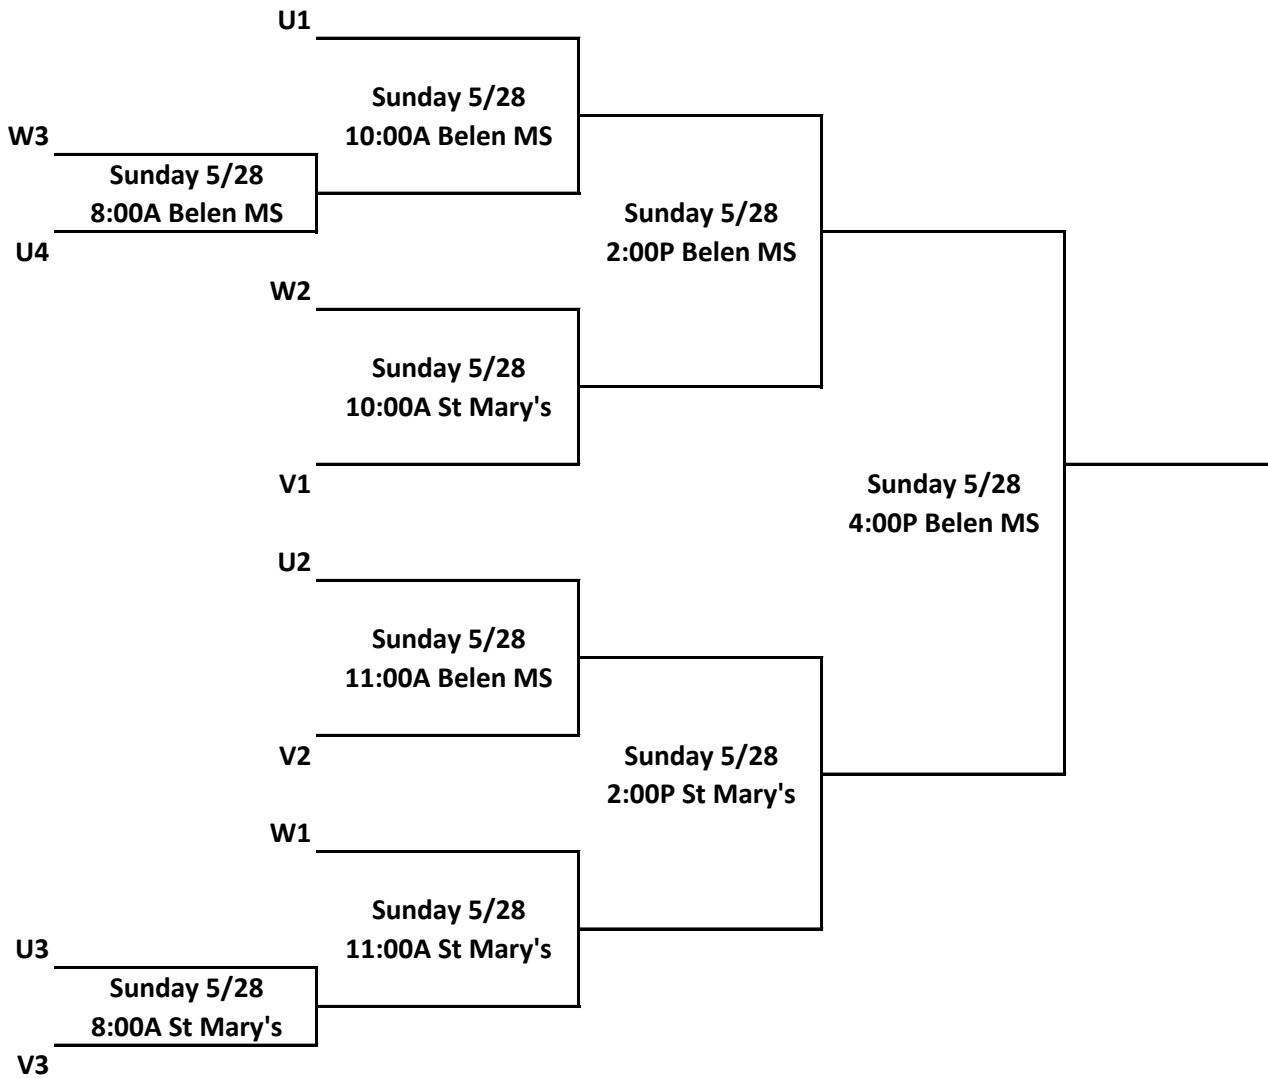 U1
Sunday 5/28
10:00A Belen MS
W3
Sunday 5/28
8:00A Belen MS
U4
Sunday 5/28
2:00P Belen MS
W2
Sunday 5/28
10:00A St Mary's
V1
Sunday 5/28
4:00P Belen MS
U2
Sunday 5/28
11:00A Belen MS
V2
Sunday 5/28
2:00P St Mary's
W1
Sunday 5/28
11:00A St Mary's
U3
Sunday 5/28
8:00A St Mary's
V3